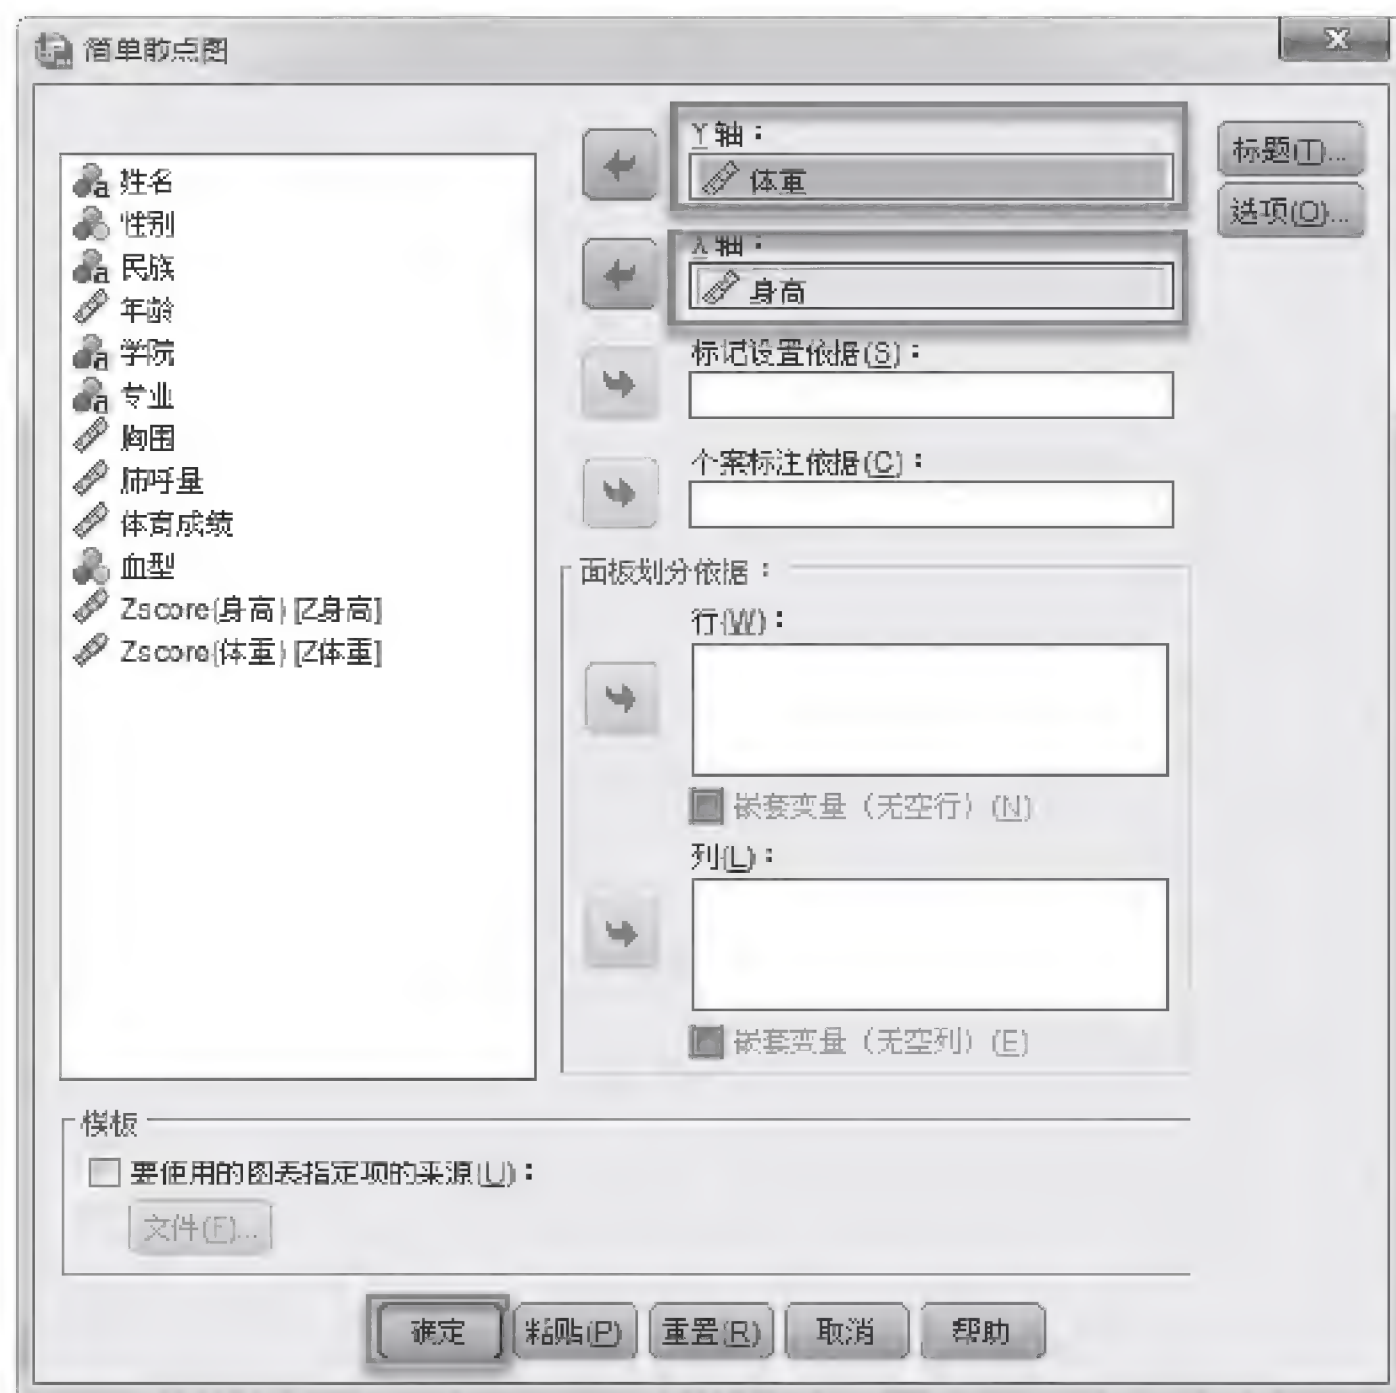 简单散点图
姓名
性别
民族
年龄
学院
专业
胸围
肺呼量
体育成绩
血型
Zscore(身高) [Z身高]
Zscore(体重) [Z体重]
Y 轴：
体重
X 轴：
身高
标记设置依据(S)：
个案标注依据(C)：
面板划分依据：
行(W)：
嵌套变量（无空行）(N)
列(L)：
嵌套变量（无空列）(E)
标题(T)...
选项(O)...
模板
要使用的图表指定项的来源(U)：
文件(F)...
确定 粘贴(P) 重置(R) 取消 帮助